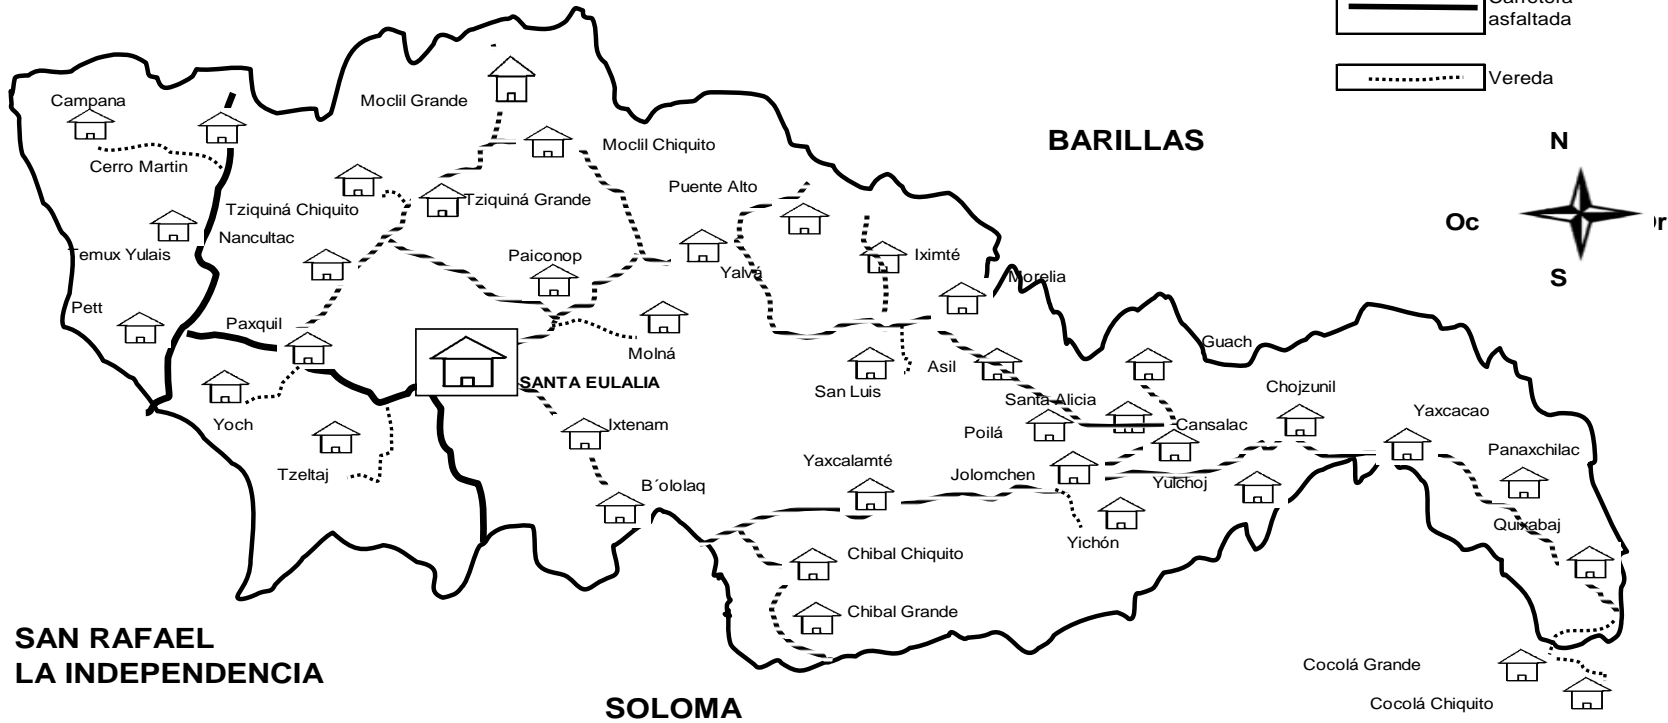 Carretera
asfaltada
Vereda
Campana
Moclil Grande
BARILLAS
N
Moclil Chiquito
Cerro Martin
Puente Alto
Tziquiná Grande
Tziquiná Chiquito
Oc
r
Nancultac
Temux Yulais
Paiconop
Iximté
Yalvá
Morelia
S
Pett
Paxquil
Guach
Molná
Asil
SANTA EULALIA
San Luis
Chojzunil
Santa Alicia
Yaxcacao
Yoch
Ixtenam
Poilá
Cansalac
Panaxchilac
Yaxcalamté
Tzeltaj
Jolomchen
Yulchoj
B´ololaq
Quixabaj
Yichón
Chibal Chiquito
Chibal Grande
SAN RAFAEL
LA INDEPENDENCIA
Cocolá Grande
Cocolá Chiquito
SOLOMA